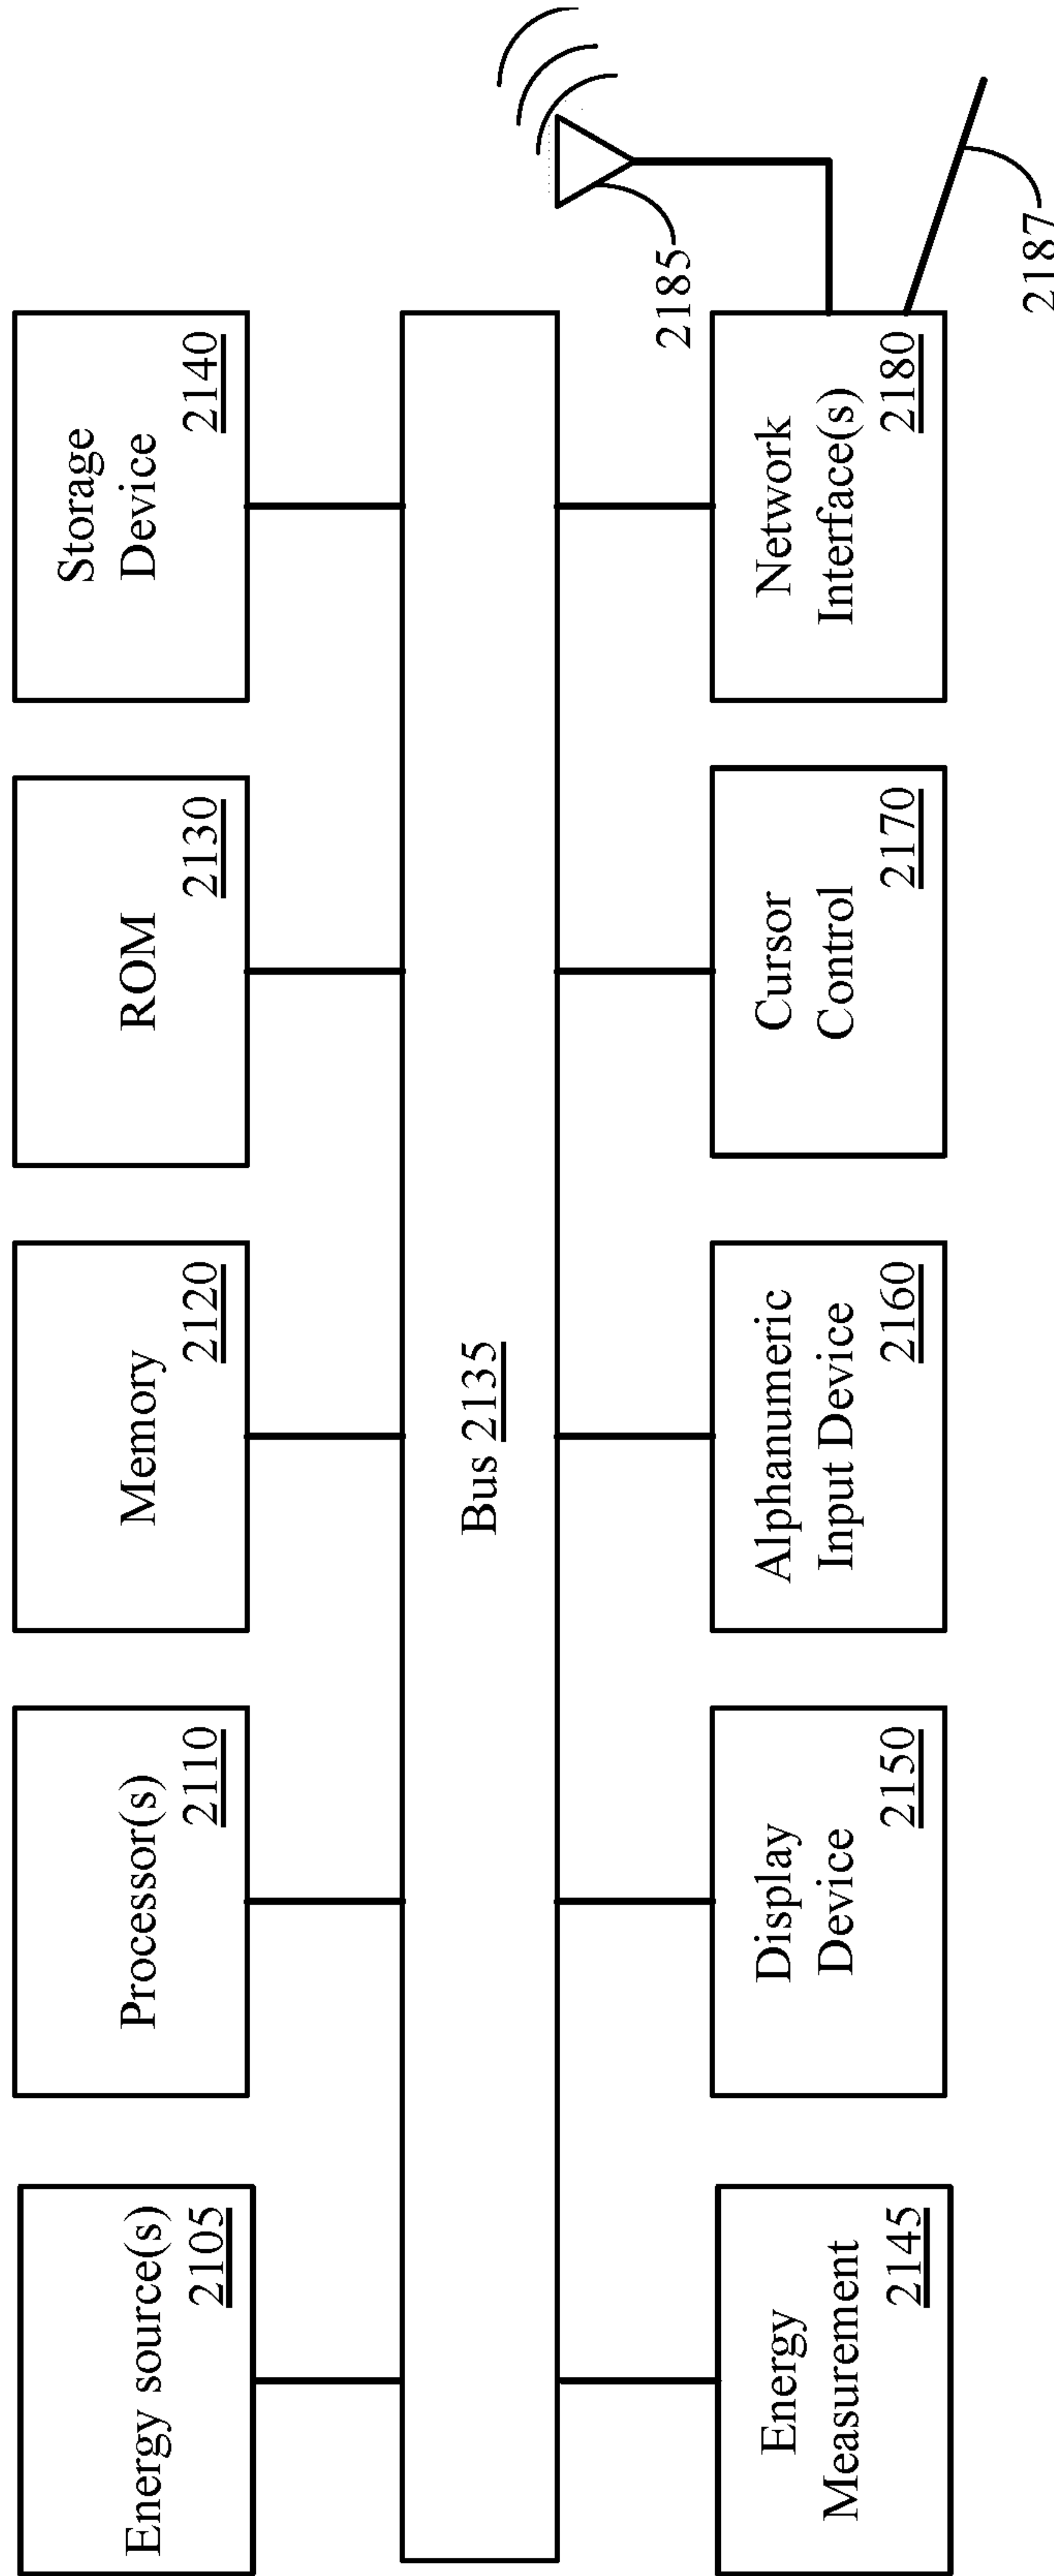 Energy source(s)
2105
Processor(s)
2110
Memory
2120
ROM
2130
Storage
Device
2140
Bus 2135
Energy
Measurement
2145
Display
Device
2150
Alphanumeric
Input Device
2160
Cursor
Control
2170
Network
Interface(s)
2180
2185
2187